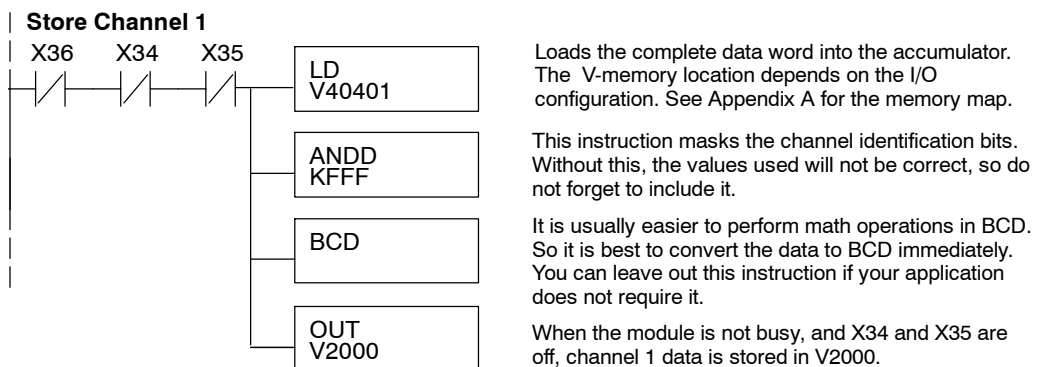 Store Channel 1
X36 X34 X35
LD
V40401
Loads the complete data word into the accumulator.
The V-memory location depends on the I/O
configuration. See Appendix A for the memory map.
ANDD
KFFF
This instruction masks the channel identification bits.
Without this, the values used will not be correct, so do
not forget to include it.
BCD
It is usually easier to perform math operations in BCD.
So it is best to convert the data to BCD immediately.
You can leave out this instruction if your application
does not require it.
OUT
V2000
When the module is not busy, and X34 and X35 are
off, channel 1 data is stored in V2000.